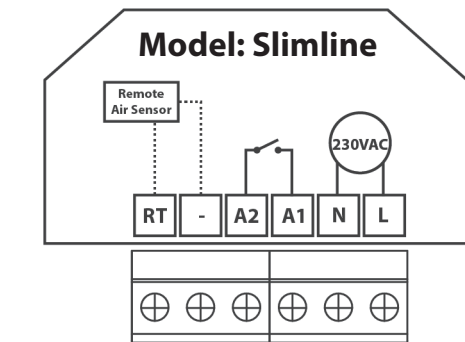 Model: Slimline
Remote
Air Sensor
230VAC
RT - A2 A1 N L